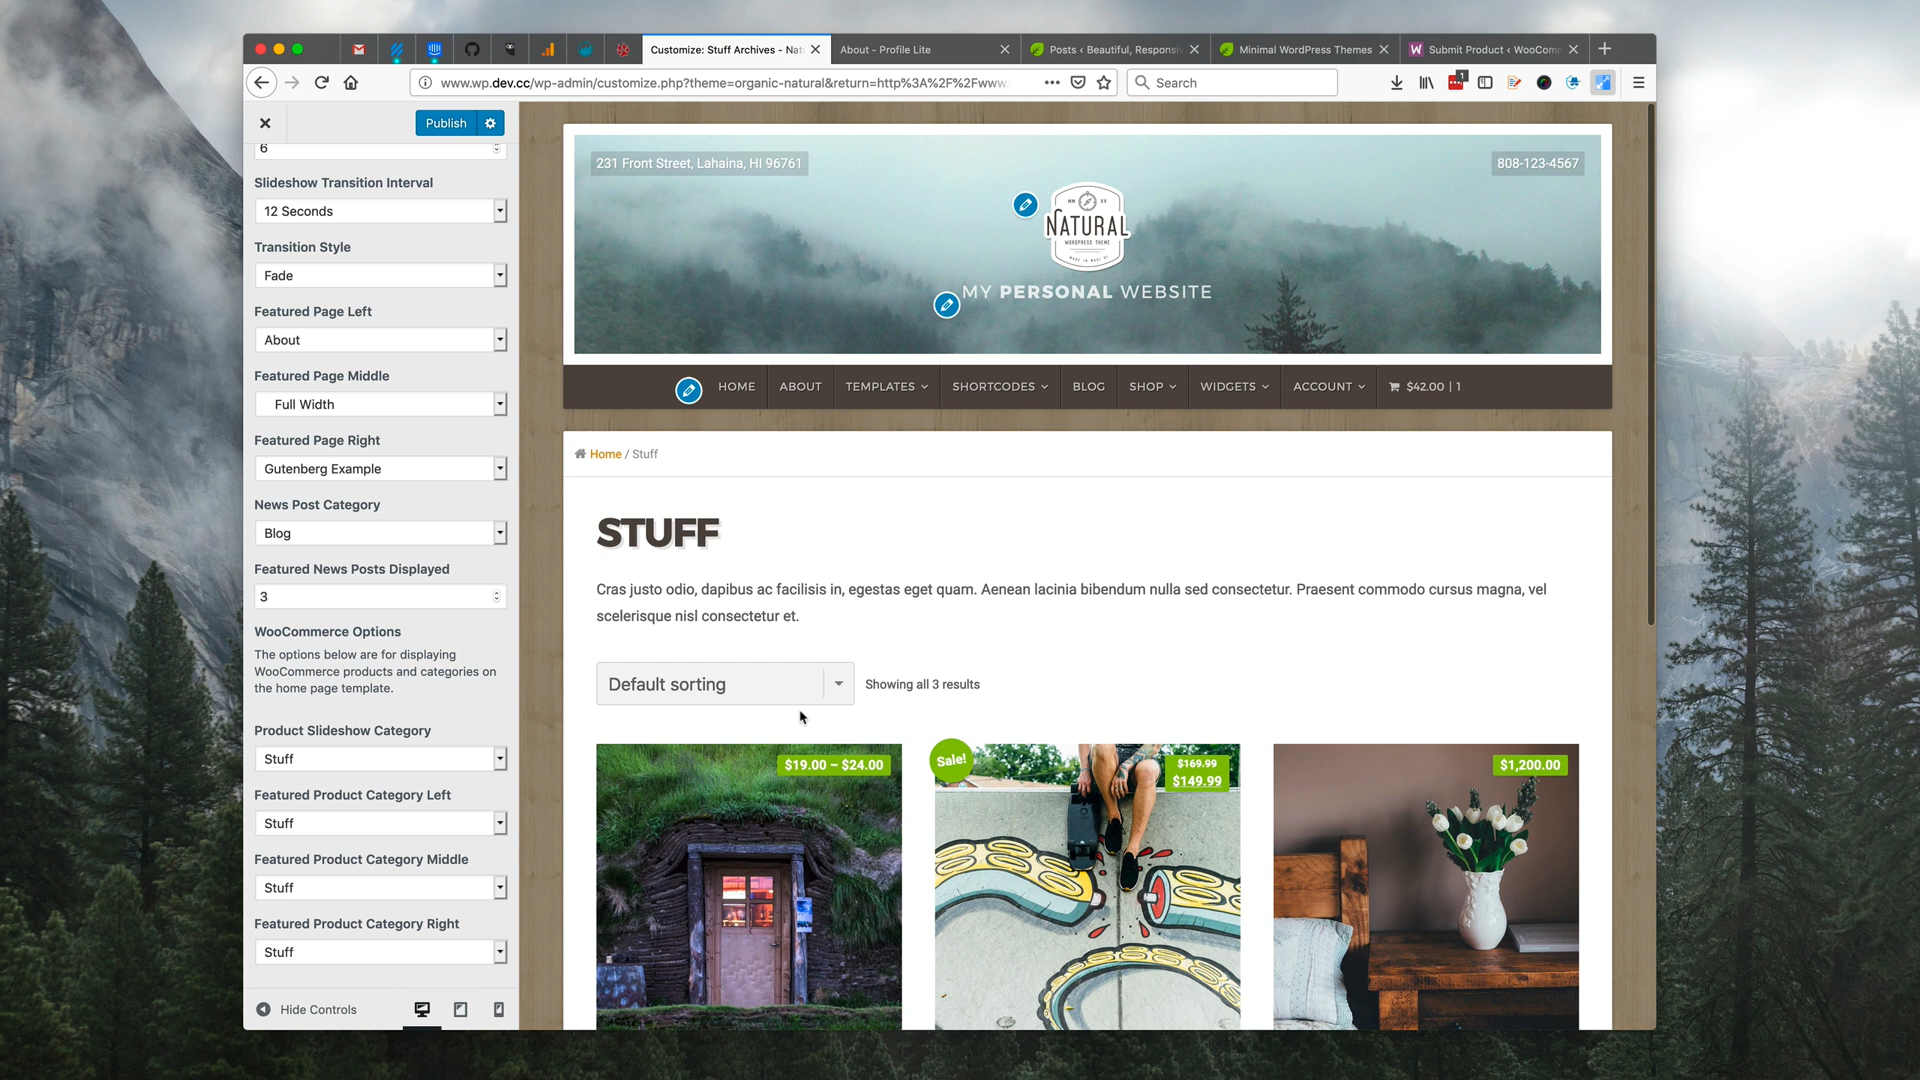 Customize: Stuff Archives - Nat
About - Profile Lite
Posts ‹ Beautiful, Responsiv
Minimal WordPress Themes
Submit Product ‹ WooComm
www.wp.dev.cc/wp-admin/customize.php?theme=organic-natural&return=http%3A%2F%2Fwww.
Search
1
Publish
6
Slideshow Transition Interval
12 Seconds
Transition Style
Fade
Featured Page Left
About
Featured Page Middle
Full Width
Featured Page Right
Gutenberg Example
News Post Category
Blog
Featured News Posts Displayed
3
WooCommerce Options
The options below are for displaying
WooCommerce products and categories on
the home page template.
Product Slideshow Category
Stuff
Featured Product Category Left
Stuff
Featured Product Category Middle
Stuff
Featured Product Category Right
Stuff
Hide Controls
231 Front Street, Lahaina, HI 96761
808-123-4567
MM XV
NATURAL
WORDPRESS THEME
MADE IN MAUI HI
MY PERSONAL WEBSITE
HOME
ABOUT
TEMPLATES
SHORTCODES
BLOG
SHOP
WIDGETS
ACCOUNT
$42.00 | 1
Home / Stuff
STUFF
Cras justo odio, dapibus ac facilisis in, egestas eget quam. Aenean lacinia bibendum nulla sed consectetur. Praesent commodo cursus magna, vel
scelerisque nisl consectetur et.
Default sorting
Showing all 3 results
$19.00 – $24.00
Sale!
$169.99
$149.99
$1,200.00